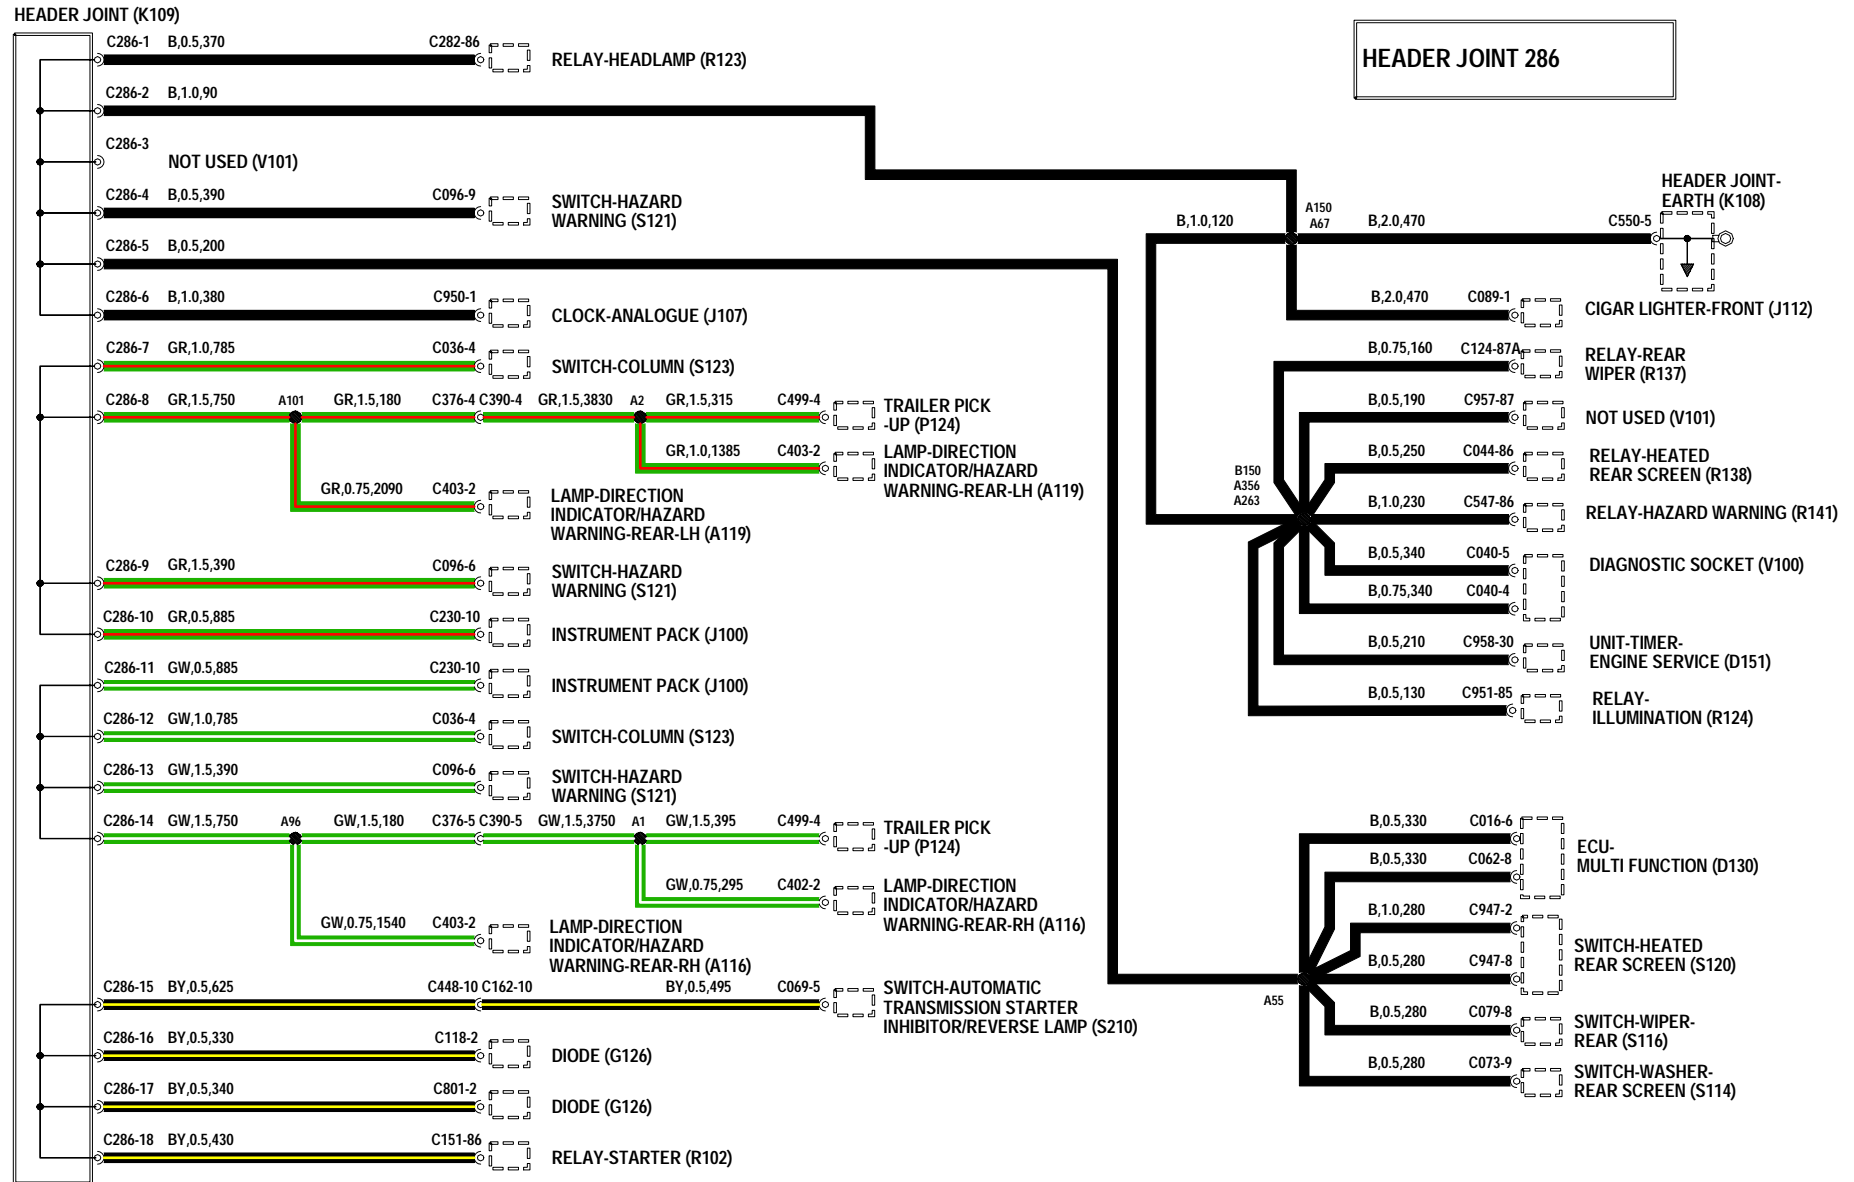 HEADER JOINT (K109)
C286-1 B,0.5,370 C282-86
RELAY-HEADLAMP (R123)
C286-2 B,1.0,90
C286-3
NOT USED (V101)
C286-4 B,0.5,390 C096-9
SWITCH-HAZARD
WARNING (S121)
C286-5 B,0.5,200
C286-6 B,1.0,380 C950-1
CLOCK-ANALOGUE (J107)
C286-7 GR,1.0,785 C036-4
SWITCH-COLUMN (S123)
C286-8 GR,1.5,750 A101 GR,1.5,180 C376-4 C390-4 GR,1.5,3830 A2 GR,1.5,315 C499-4
TRAILER PICK
-UP (P124)
GR,1.0,1385 C403-2
LAMP-DIRECTION
INDICATOR/HAZARD
WARNING-REAR-LH (A119)
GR,0.75,2090 C403-2
LAMP-DIRECTION
INDICATOR/HAZARD
WARNING-REAR-LH (A119)
C286-9 GR,1.5,390 C096-6
SWITCH-HAZARD
WARNING (S121)
C286-10 GR,0.5,885 C230-10
INSTRUMENT PACK (J100)
C286-11 GW,0.5,885 C230-10
INSTRUMENT PACK (J100)
C286-12 GW,1.0,785 C036-4
SWITCH-COLUMN (S123)
C286-13 GW,1.5,390 C096-6
SWITCH-HAZARD
WARNING (S121)
C286-14 GW,1.5,750 A96 GW,1.5,180 C376-5 C390-5 GW,1.5,3750 A1 GW,1.5,395 C499-4
TRAILER PICK
-UP (P124)
GW,0.75,295 C402-2
LAMP-DIRECTION
INDICATOR/HAZARD
WARNING-REAR-RH (A116)
GW,0.75,1540 C403-2
LAMP-DIRECTION
INDICATOR/HAZARD
WARNING-REAR-RH (A116)
C286-15 BY,0.5,625 C448-10 C162-10 BY,0.5,495 C069-5
SWITCH-AUTOMATIC
TRANSMISSION STARTER
INHIBITOR/REVERSE LAMP (S210)
C286-16 BY,0.5,330 C118-2
DIODE (G126)
C286-17 BY,0.5,340 C801-2
DIODE (G126)
C286-18 BY,0.5,430 C151-86
RELAY-STARTER (R102)
HEADER JOINT 286
HEADER JOINT-
EARTH (K108)
B,1.0,120
A150
A67
B,2.0,470 C550-5
B,2.0,470 C089-1
CIGAR LIGHTER-FRONT (J112)
B,0.75,160 C124-87A
RELAY-REAR
WIPER (R137)
B,0.5,190 C957-87
NOT USED (V101)
B,0.5,250 C044-86
RELAY-HEATED
REAR SCREEN (R138)
B150
A356
A263
B,1.0,230 C547-86
RELAY-HAZARD WARNING (R141)
B,0.5,340 C040-5
DIAGNOSTIC SOCKET (V100)
B,0.75,340 C040-4
B,0.5,210 C958-30
UNIT-TIMER-
ENGINE SERVICE (D151)
B,0.5,130 C951-85
RELAY-
ILLUMINATION (R124)
B,0.5,330 C016-6
ECU-
MULTI FUNCTION (D130)
B,0.5,330 C062-8
B,1.0,280 C947-2
SWITCH-HEATED
REAR SCREEN (S120)
B,0.5,280 C947-8
A55
B,0.5,280 C079-8
SWITCH-WIPER-
REAR (S116)
B,0.5,280 C073-9
SWITCH-WASHER-
REAR SCREEN (S114)